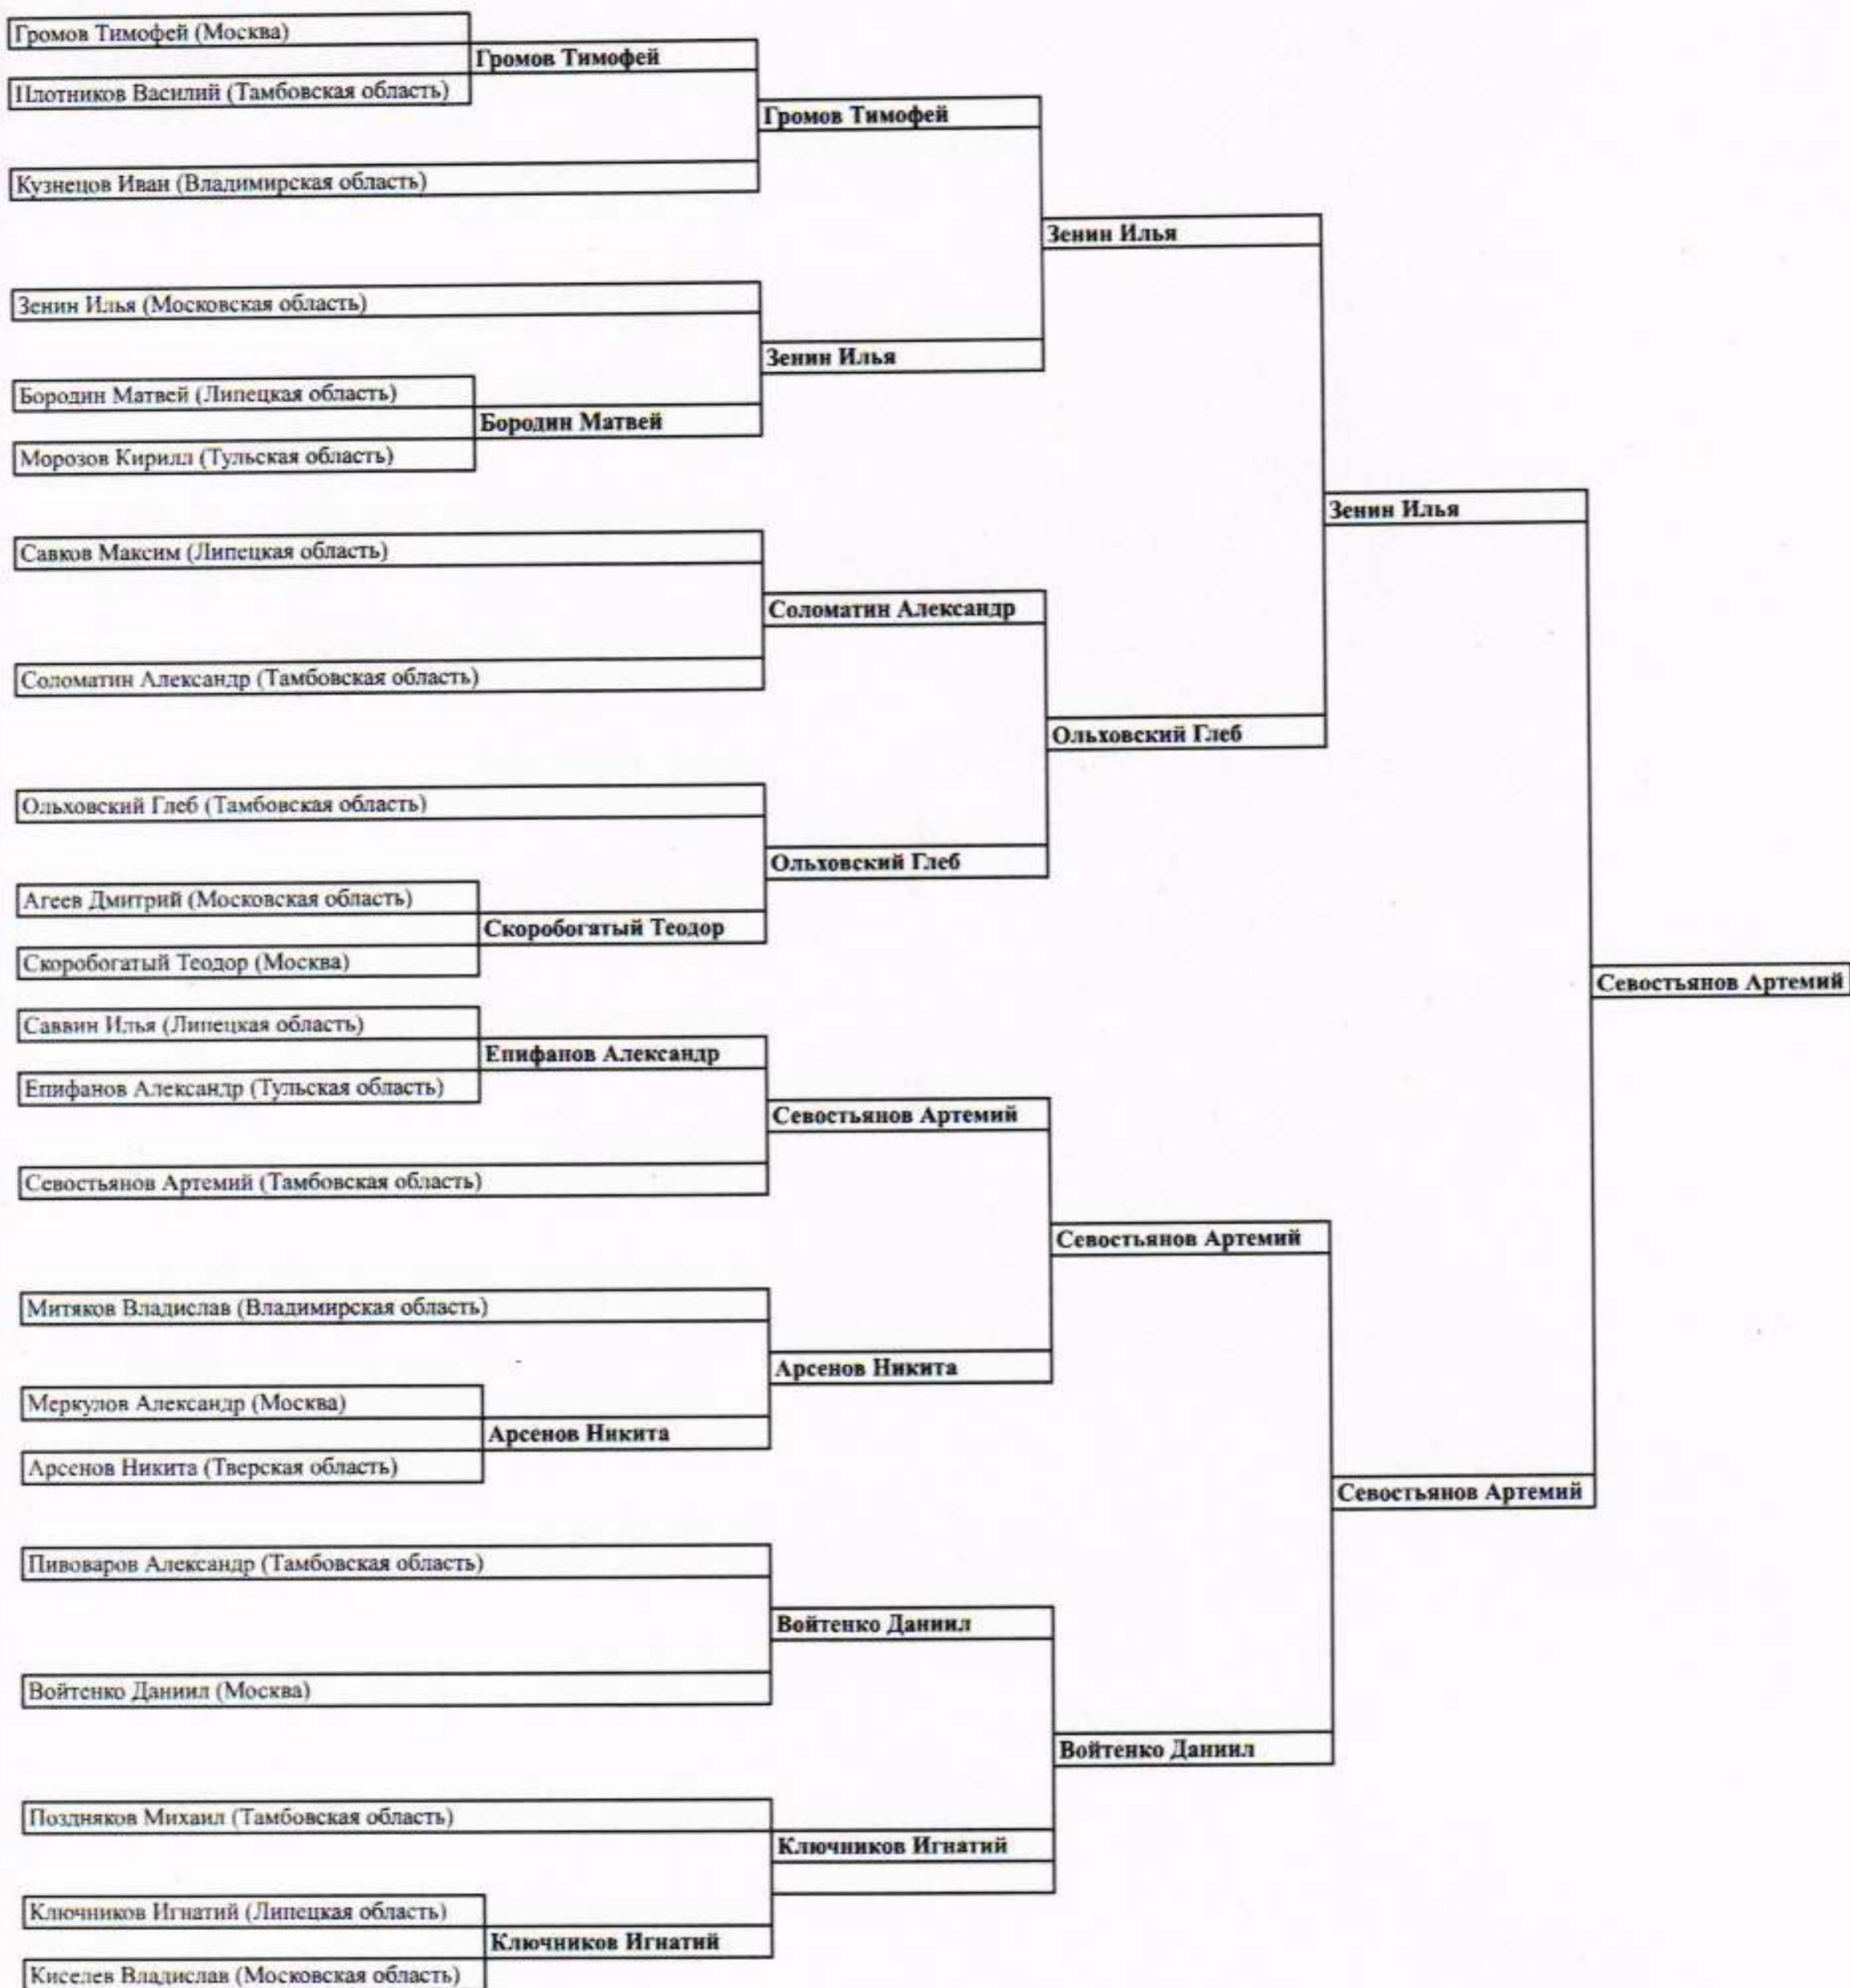 Громов Тимофей (Москва)
Громов Тимофей
Плотников Василий (Тамбовская область)
Громов Тимофей
Кузнецов Иван (Владимирская область)
Зенин Илья
Зенин Илья (Московская область)
Зенин Илья
Бородин Матвей (Липецкая область)
Бородин Матвей
Морозов Кирилл (Тульская область)
Зенин Илья
Савков Максим (Липецкая область)
Соломатин Александр
Соломатин Александр (Тамбовская область)
Ольховский Глеб
Ольховский Глеб (Тамбовская область)
Ольховский Глеб
Агеев Дмитрий (Московская область)
Скоробогатый Теодор
Скоробогатый Теодор (Москва)
Севостьянов Артемий
Саввин Илья (Липецкая область)
Епифанов Александр
Епифанов Александр (Тульская область)
Севостьянов Артемий
Севостьянов Артемий (Тамбовская область)
Севостьянов Артемий
Митяков Владислав (Владимирская область)
Арсенов Никита
Меркулов Александр (Москва)
Арсенов Никита
Арсенов Никита (Тверская область)
Севостьянов Артемий
Пивоваров Александр (Тамбовская область)
Войтенко Даниил
Войтенко Даниил (Москва)
Войтенко Даниил
Поздняков Михаил (Тамбовская область)
Ключников Игнатий
Ключников Игнатий (Липецкая область)
Ключников Игнатий
Киселев Владислав (Московская область)